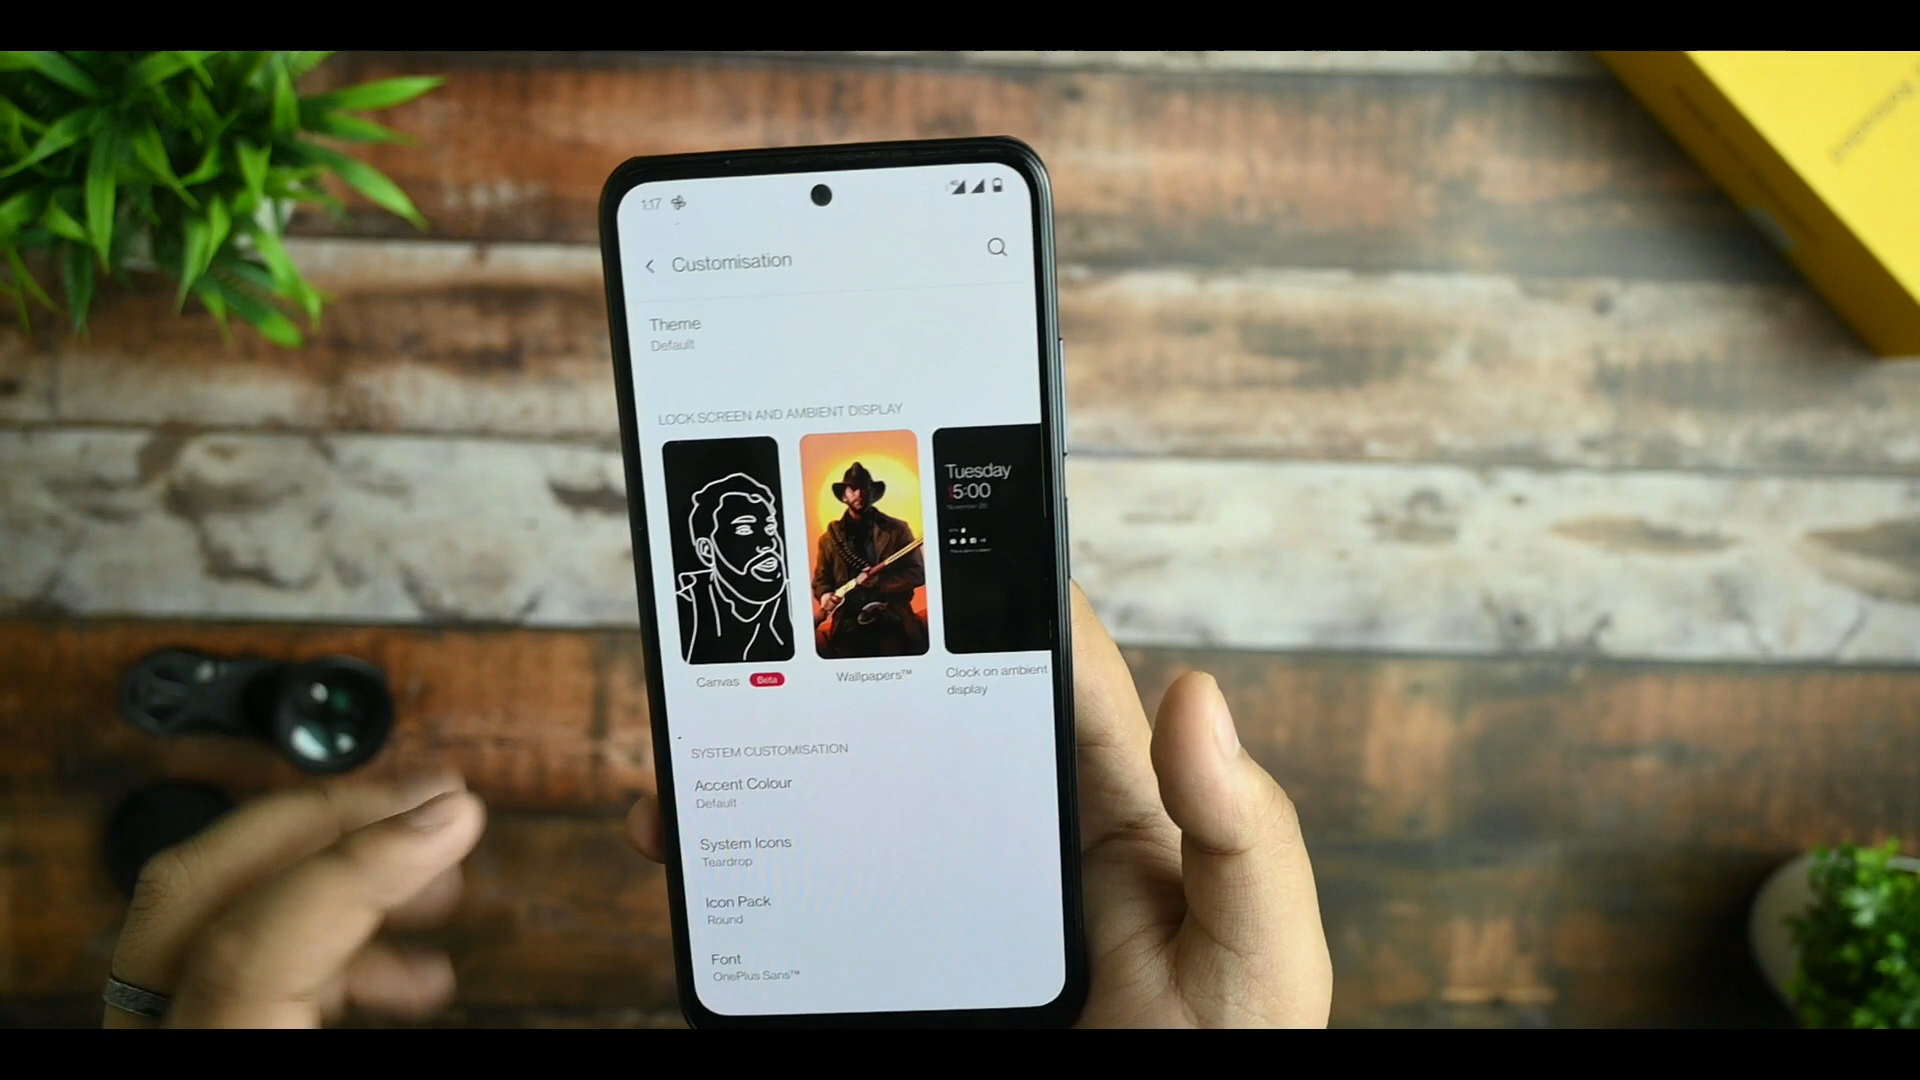 1:17
Customisation
Theme
Default
LOCK SCREEN AND AMBIENT DISPLAY
Tuesday
15:00
Canvas Beta
Wallpapers™
Clock on ambient
display
SYSTEM CUSTOMISATION
Accent Colour
Default
System Icons
Teardrop
Icon Pack
Round
Font
OnePlus Sans™